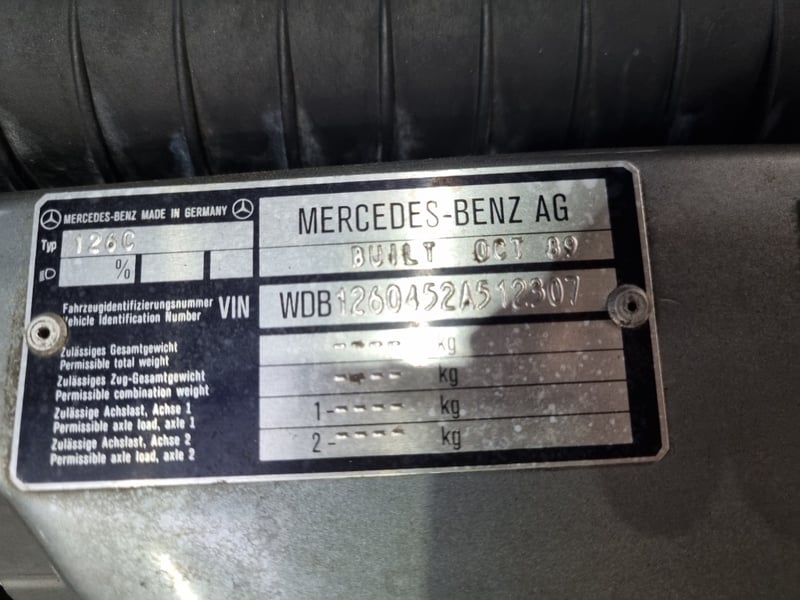 MERCEDES-BENZ MADE IN GERMANY
Typ 126C
%
MERCEDES-BENZ AG
BUILT OCT 89
Fahrzeugidentifizierungsnummer
Vehicle Identification Number
VIN
WDB1260452A512307
Zulässiges Gesamtgewicht
Permissible total weight
---- kg
Zulässiges Zug-Gesamtgewicht
Permissible combination weight
---- kg
Zulässige Achslast, Achse 1
Permissible axle load, axle 1
1- ---- kg
Zulässige Achslast, Achse 2
Permissible axle load, axle 2
2- ---- kg